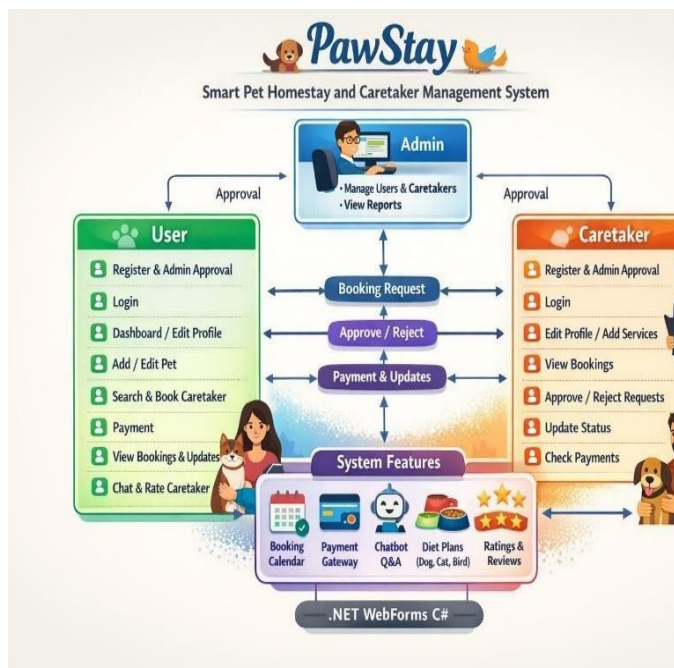 PawStay
Smart Pet Homestay and Caretaker Management System
Admin
• Manage Users & Caretakers
• View Reports
Approval
Approval
User
Register & Admin Approval
Login
Dashboard / Edit Profile
Add / Edit Pet
Search & Book Caretaker
Payment
View Bookings & Updates
Chat & Rate Caretaker
Booking Request
Approve / Reject
Payment & Updates
Caretaker
Register & Admin Approval
Login
Edit Profile / Add Services
View Bookings
Approve / Reject Requests
Update Status
Check Payments
System Features
Booking
Calendar
Payment
Gateway
Chatbot
Q&A
Diet Plans
(Dog, Cat, Bird)
Ratings &
Reviews
.NET WebForms C#